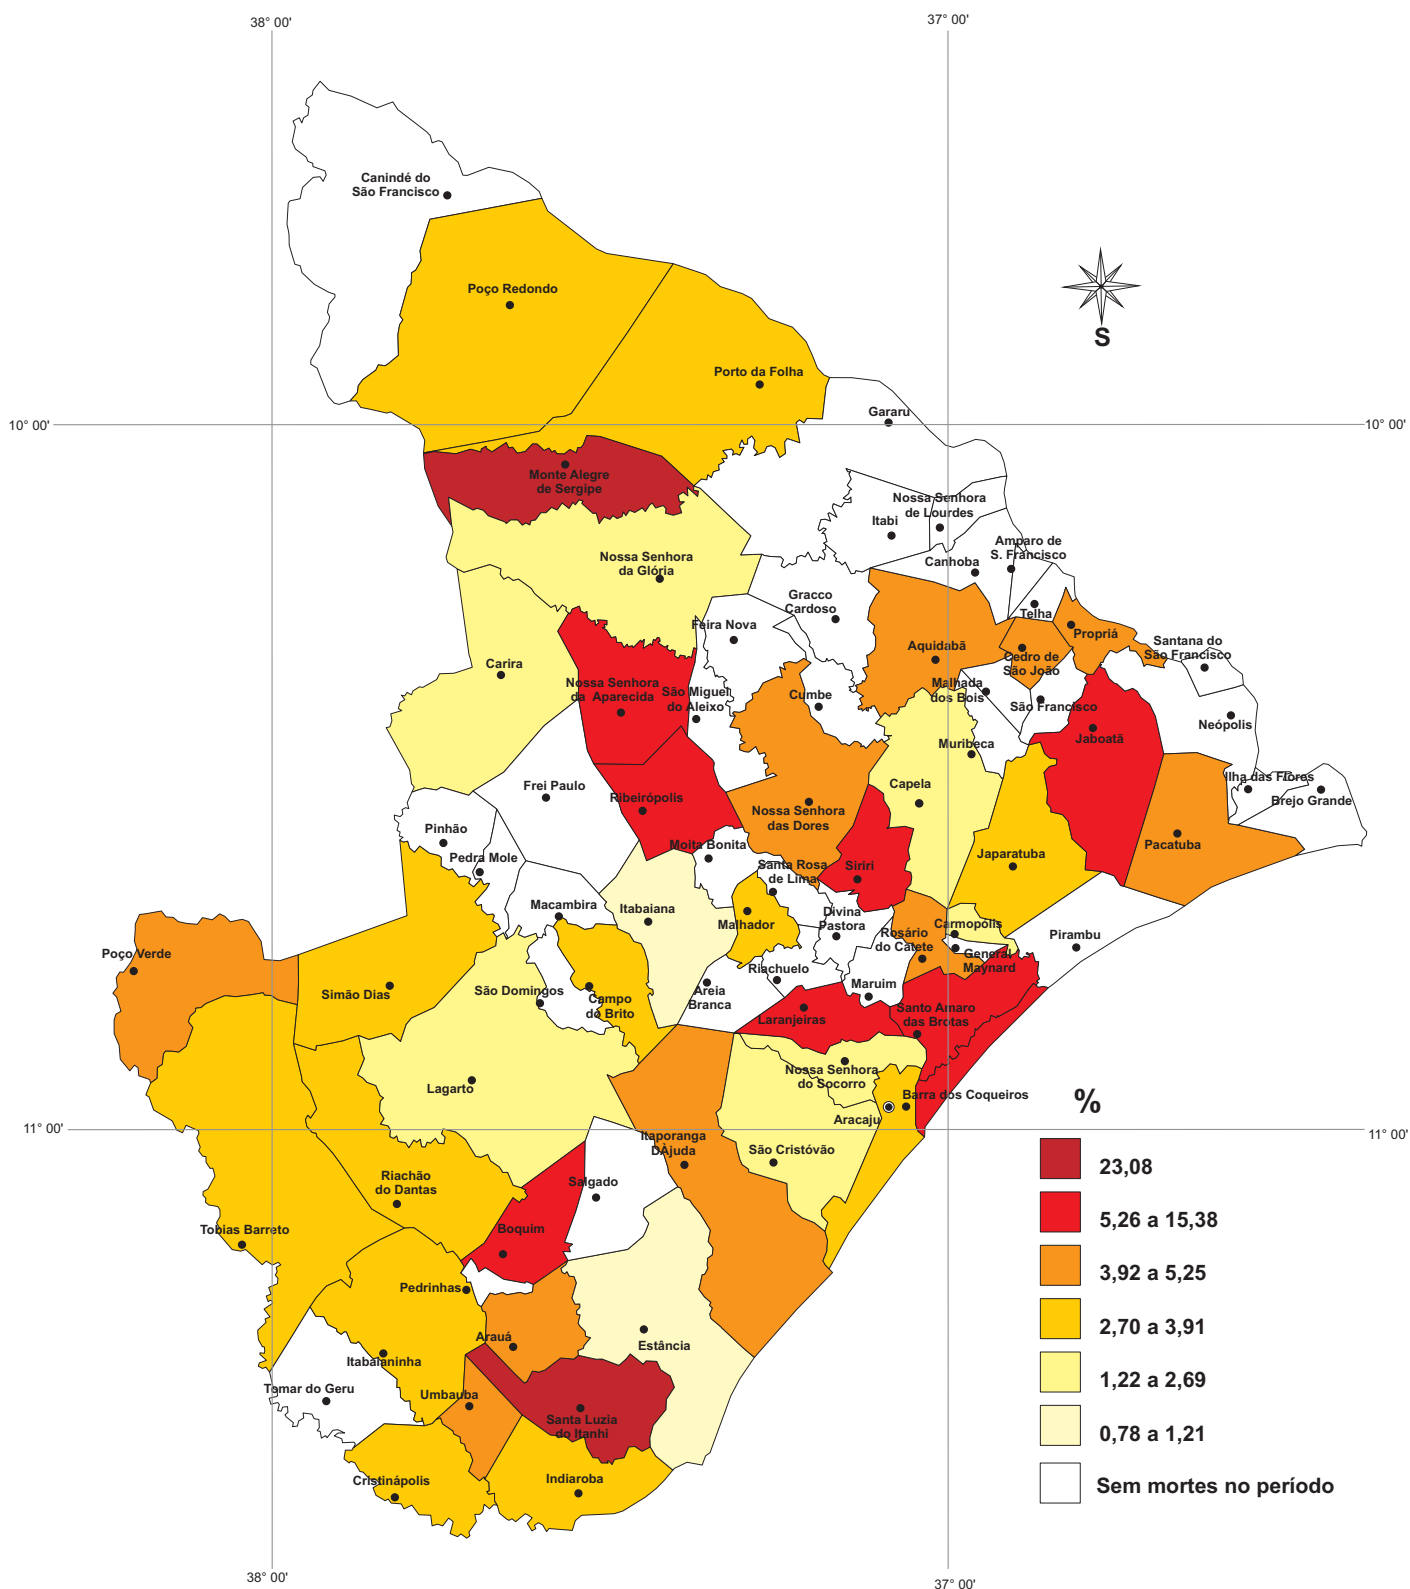 38° 00'
37° 00'
Canindé do
São Francisco
Poço Redondo
S
Porto da Folha
Gararu
10° 00'
10° 00'
Monte Alegre
de Sergipe
Nossa Senhora
de Lourdes
Itabi
Amparo de
S. Francisco
Canhoba
Nossa Senhora
da Glória
Gracco
Cardoso
Telha
Feira Nova
Propriá
Santana do
São Francisco
Aquidabã
Cedro de
São João
Carira
Nossa Senhora
da Aparecida
São Miguel
do Aleixo
Cumbe
Malhada
dos Bois
São Francisco
Neópolis
Jaboatã
Muribeca
Ilha das Flores
Brejo Grande
Frei Paulo
Ribeirópolis
Capela
Nossa Senhora
das Dores
Pinhão
Moita Bonita
Pacatuba
Pedra Mole
Santa Rosa
de Lima
Siriri
Japaratuba
Macambira
Itabaiana
Malhador
Divina
Pastora
Carmopólis
Rosário
do Catete
Pirambu
General
Maynard
Poço Verde
Simão Dias
São Domingos
Campo
do Brito
Areia
Branca
Riachuelo
Maruim
Laranjeiras
Santo Amaro
das Brotas
Nossa Senhora
do Socorro
Lagarto
Barra dos Coqueiros
Aracaju
%
11° 00'
11° 00'
Itaporanga
DAjuda
São Cristóvão
23,08
Riachão
do Dantas
Salgado
5,26 a 15,38
Tobias Barreto
Boquim
3,92 a 5,25
Pedrinhas
2,70 a 3,91
Arauá
Estância
Itabaianinha
1,22 a 2,69
Tomar do Geru
Umbauba
Santa Luzia
do Itanhi
0,78 a 1,21
Cristinápolis
Indiaroba
Sem mortes no período
38° 00'
37° 00'